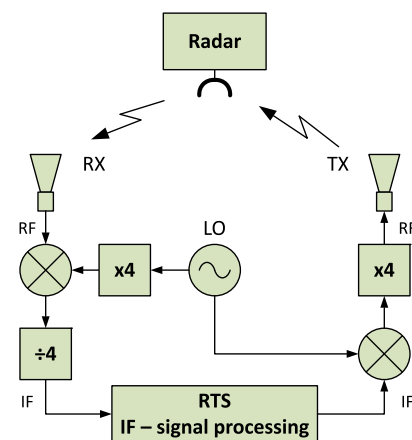 Radar
RX
TX
RF
RF
LO
x4
x4
÷4
IF
IF
RTS
IF – signal processing